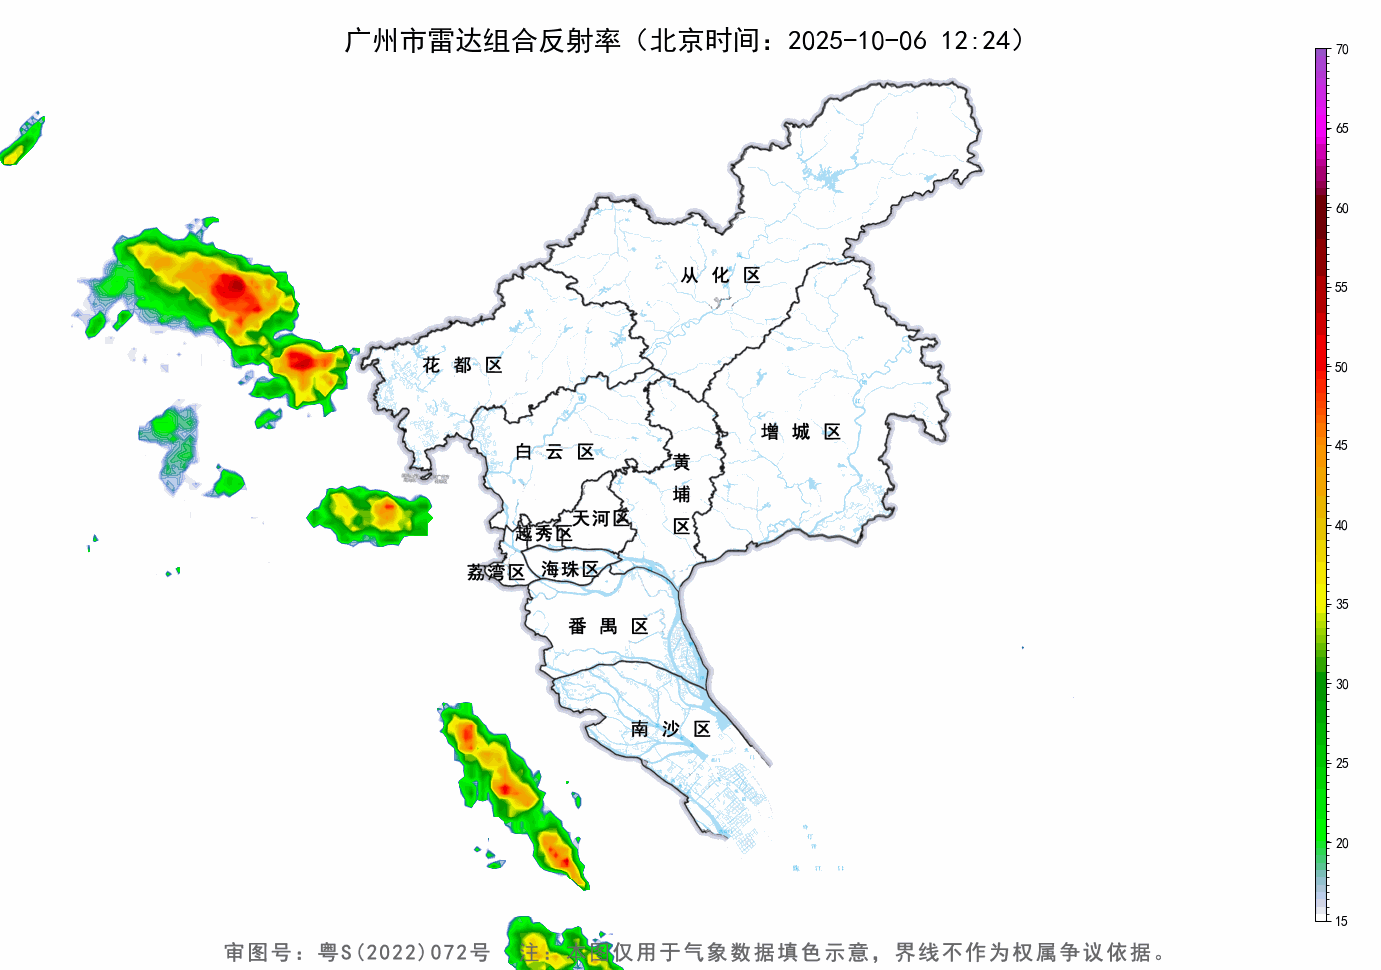 广州市雷达组合反射率（北京时间：2025-10-06 12:24）
70
65
60
55
50
45
40
35
30
25
20
15
从化区
花都区
增城区
白云区
黄埔区
天河区
越秀区
荔湾区
海珠区
番禺区
南沙区
审图号：粤S(2022)072号 注：本图仅用于气象数据填色示意，界线不作为权属争议依据。